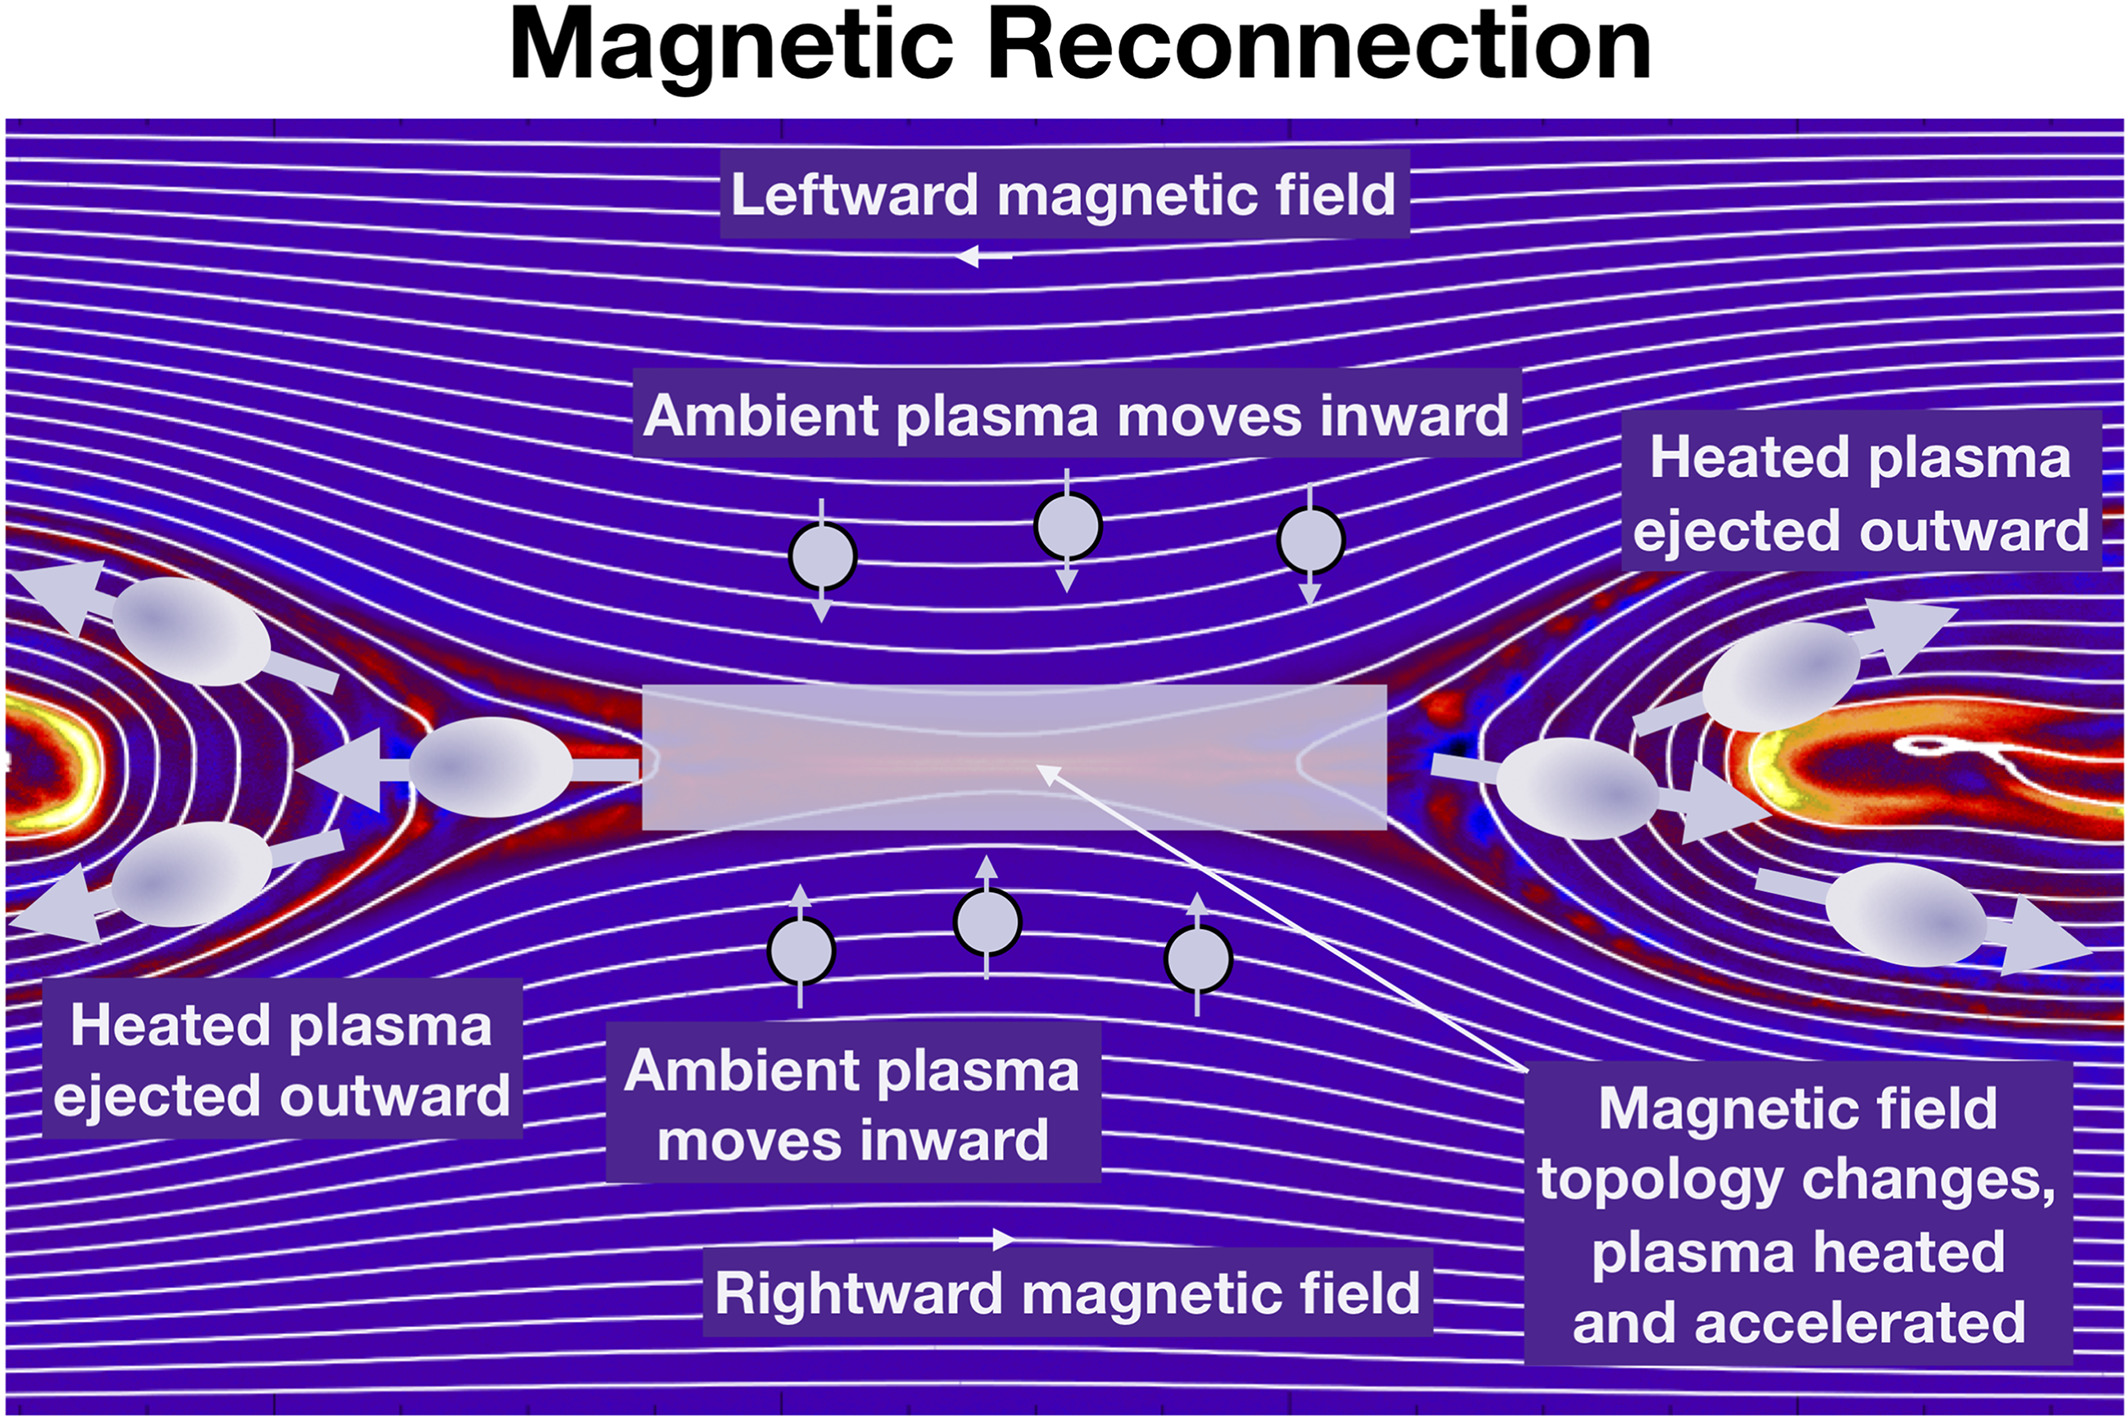 Magnetic Reconnection
Leftward magnetic field
Ambient plasma moves inward
Heated plasma
ejected outward
Heated plasma
ejected outward
Ambient plasma
moves inward
Magnetic field
topology changes,
plasma heated
and accelerated
Rightward magnetic field